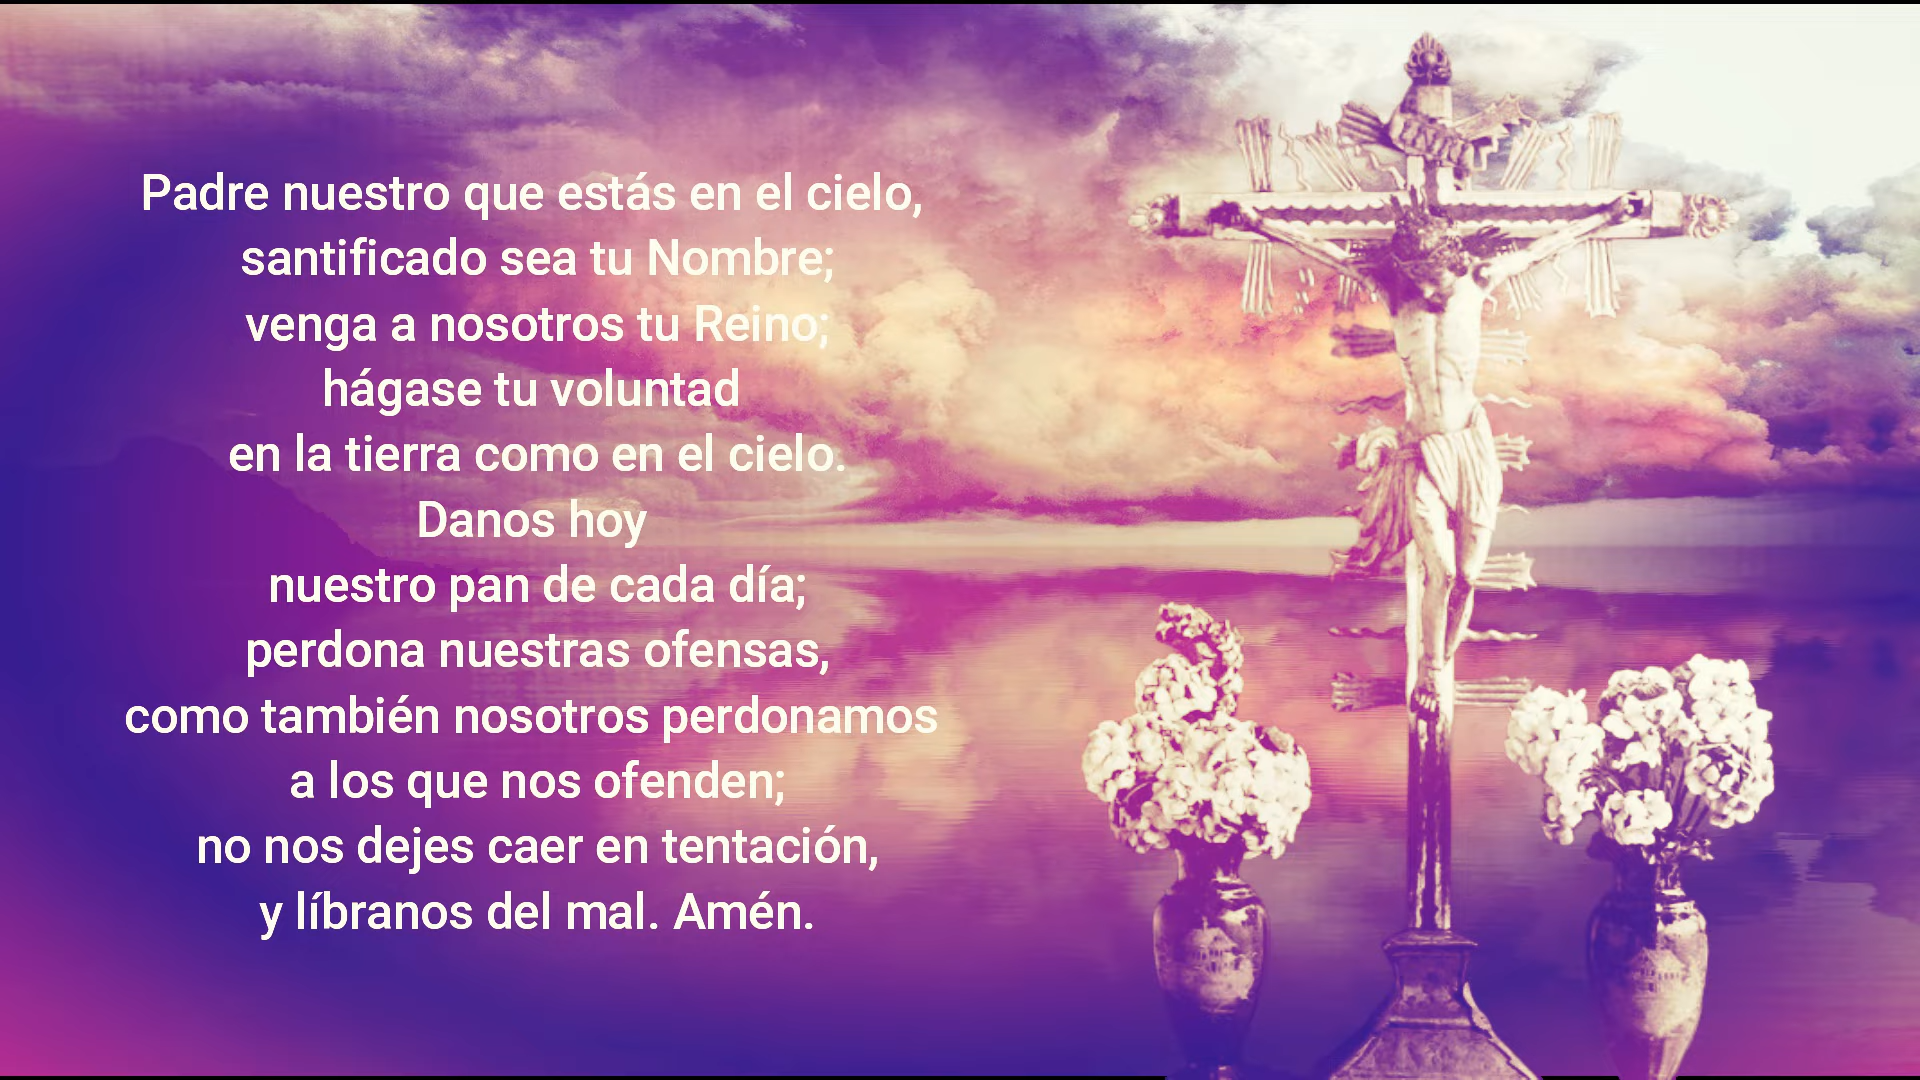 Padre nuestro que estás en el cielo,
santificado sea tu Nombre;
venga a nosotros tu Reino;
hágase tu voluntad
en la tierra como en el cielo.
Danos hoy
nuestro pan de cada día;
perdona nuestras ofensas,
como también nosotros perdonamos
a los que nos ofenden;
no nos dejes caer en tentación,
y líbranos del mal. Amén.